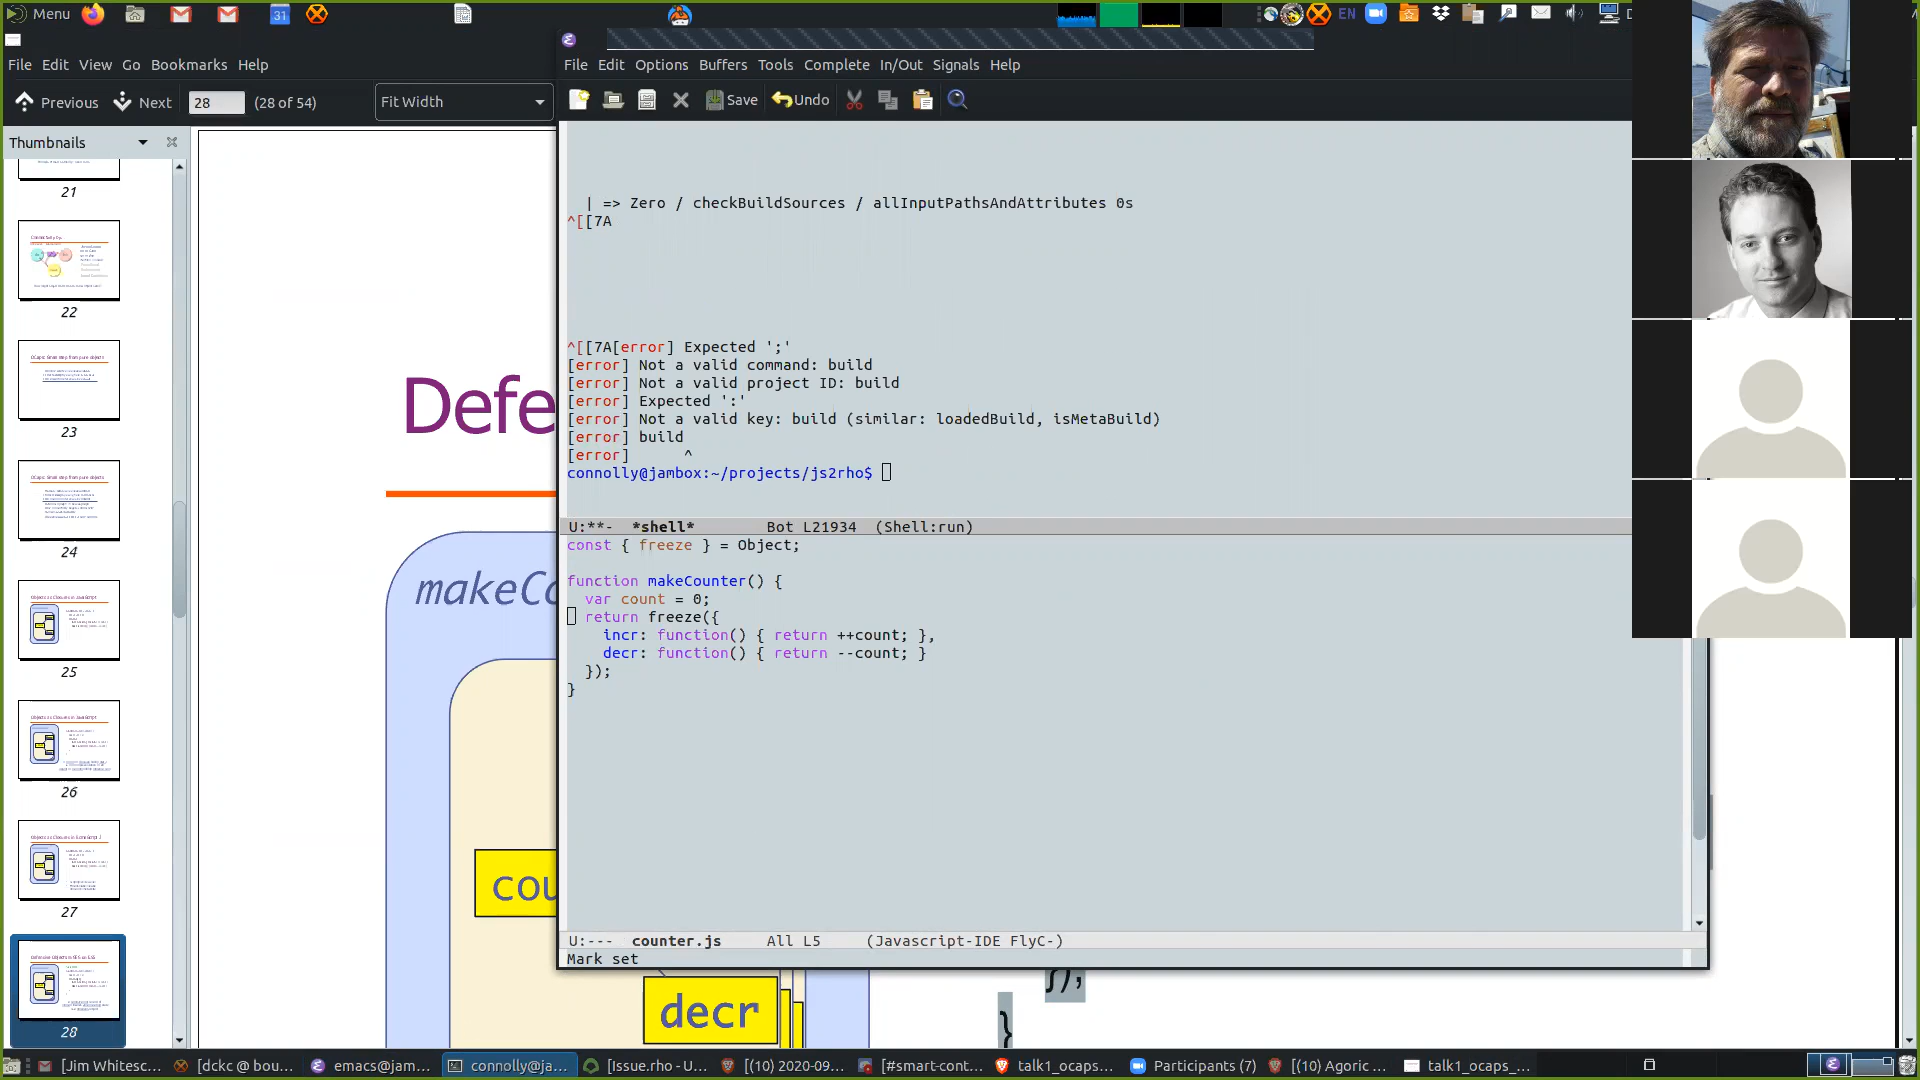 Menu
31
EN
File Edit View Go Bookmarks Help
Previous Next 28 (28 of 54) Fit Width
Thumbnails
21
22
23
24
25
26
27
28
Defe
makeCo
cou
decr
});
}
File Edit Options Buffers Tools Complete In/Out Signals Help
Save Undo
| => Zero / checkBuildSources / allInputPathsAndAttributes 0s
^[[7A
^[[7A[error] Expected ';'
[error] Not a valid command: build
[error] Not a valid project ID: build
[error] Expected ':'
[error] Not a valid key: build (similar: loadedBuild, isMetaBuild)
[error] build
[error]      ^
connolly@jambox:~/projects/js2rho$
U:**- *shell* Bot L21934 (Shell:run)
const { freeze } = Object;
function makeCounter() {
var count = 0;
return freeze({
incr: function() { return ++count; },
decr: function() { return --count; }
});
}
U:--- counter.js All L5 (Javascript-IDE FlyC-)
Mark set
[Jim Whitesc... [dckc @ bou... emacs@jam... connolly@ja... [Issue.rho - U... [(10) 2020-09... [#smart-cont... talk1_ocaps... Participants (7) [(10) Agoric ... talk1_ocaps_...